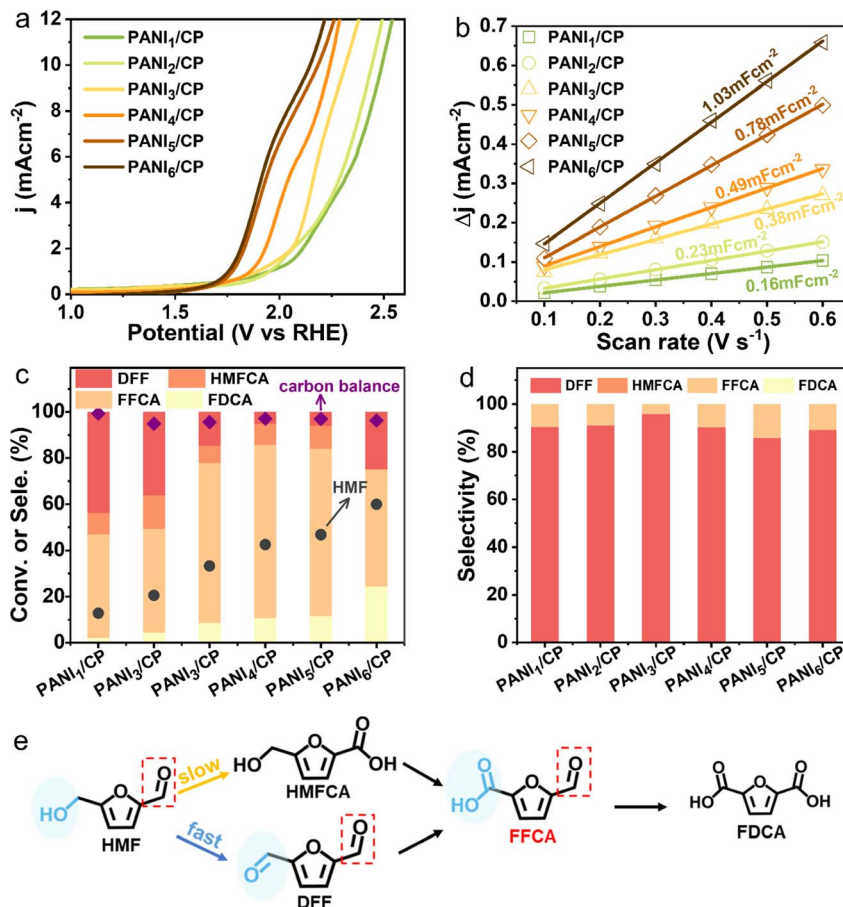 a
PANI₁/CP
PANI₂/CP
PANI₃/CP
PANI₄/CP
PANI₅/CP
PANI₆/CP
12
10
8
6
4
2
0
j (mAcm⁻²)
1.0 1.5 2.0 2.5
Potential (V vs RHE)
b
PANI₁/CP
PANI₂/CP
PANI₃/CP
PANI₄/CP
PANI₅/CP
PANI₆/CP
1.03mFcm⁻²
0.78mFcm⁻²
0.49mFcm⁻²
0.38mFcm⁻²
0.23mFcm⁻²
0.16mFcm⁻²
0.7
0.6
0.5
0.4
0.3
0.2
0.1
0.0
Δj (mAcm⁻²)
0.1 0.2 0.3 0.4 0.5 0.6
Scan rate (V s⁻¹)
c
DFF HMFCA
FFCA FDCA
carbon balance
HMF
100
80
60
40
20
0
Conv. or Sele. (%)
PANI₁/CP PANI₃/CP PANI₃/CP PANI₄/CP PANI₅/CP PANI₆/CP
d
DFF HMFCA FFCA FDCA
100
80
60
40
20
0
Selectivity (%)
PANI₁/CP PANI₂/CP PANI₃/CP PANI₄/CP PANI₅/CP PANI₆/CP
e
HO O O
HMF
slow
fast
HO O O OH
HMFCA
O O O
DFF
O HO O O
FFCA
O HO O O OH
FDCA